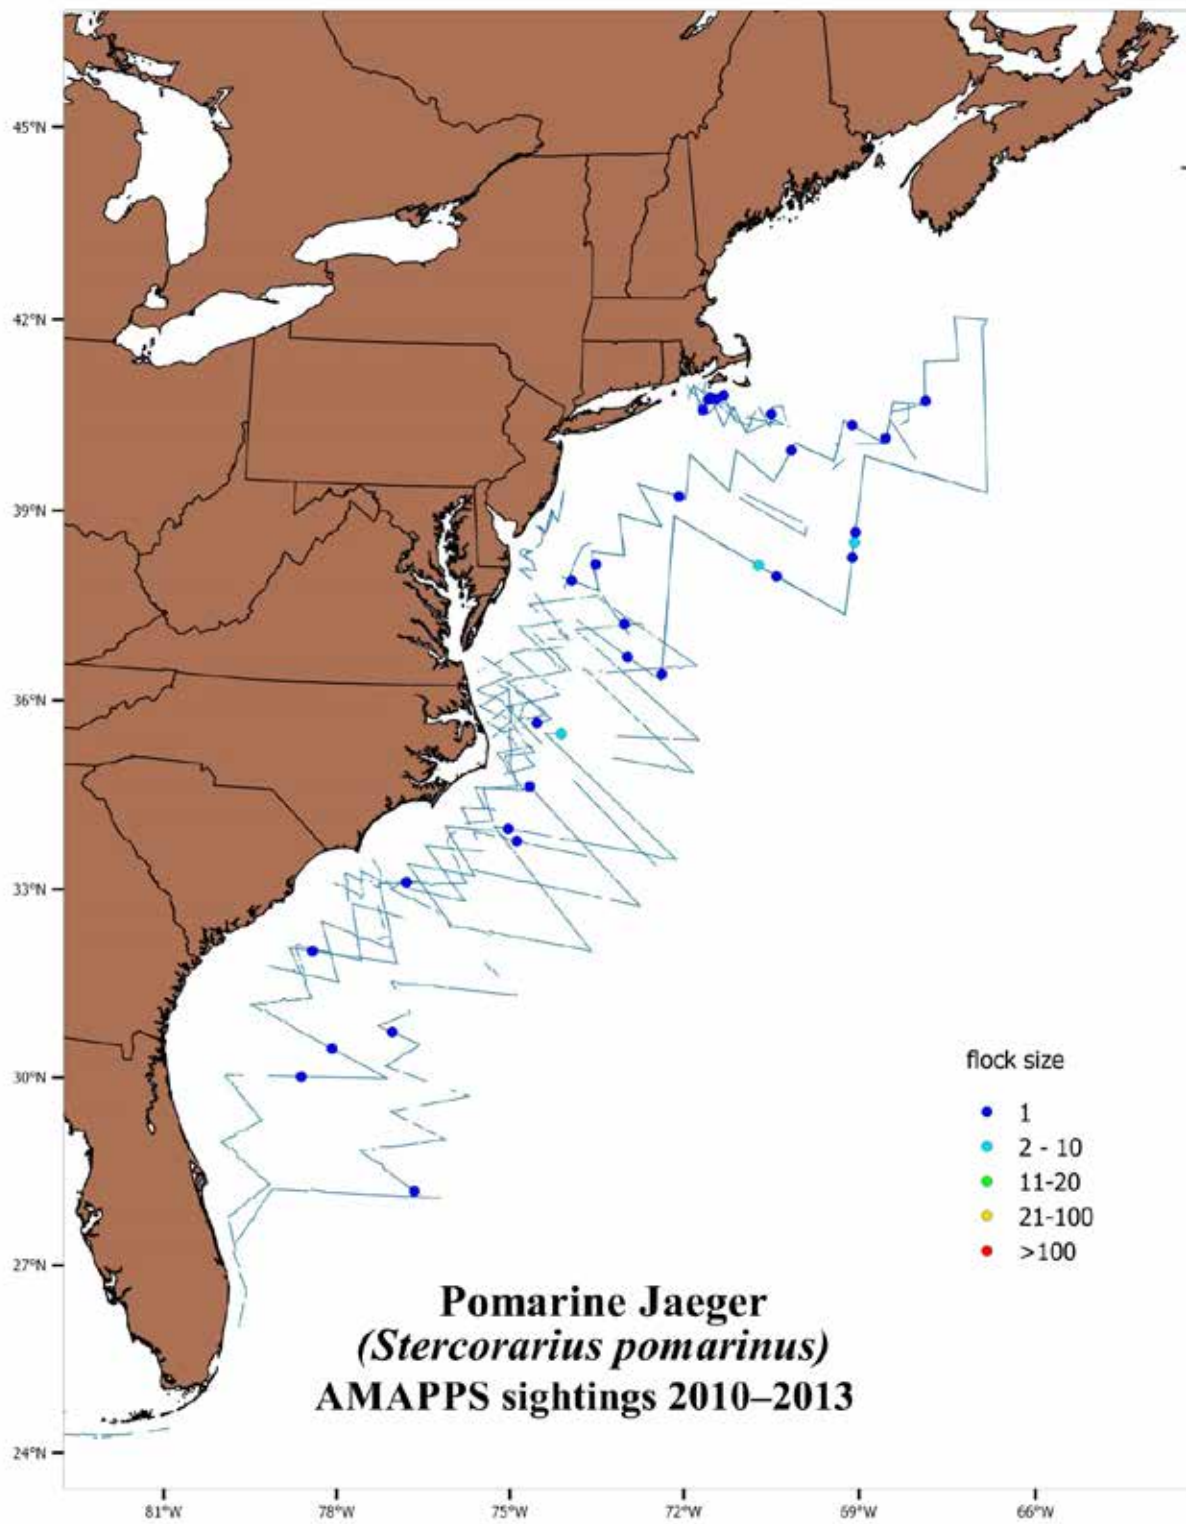 45°N
42°N
39°N
36°N
33°N
30°N
27°N
24°N
81°W
78°W
75°W
72°W
69°W
66°W
flock size
1
2 - 10
11-20
21-100
>100
Pomarine Jaeger
(Stercorarius pomarinus)
AMAPPS sightings 2010–2013